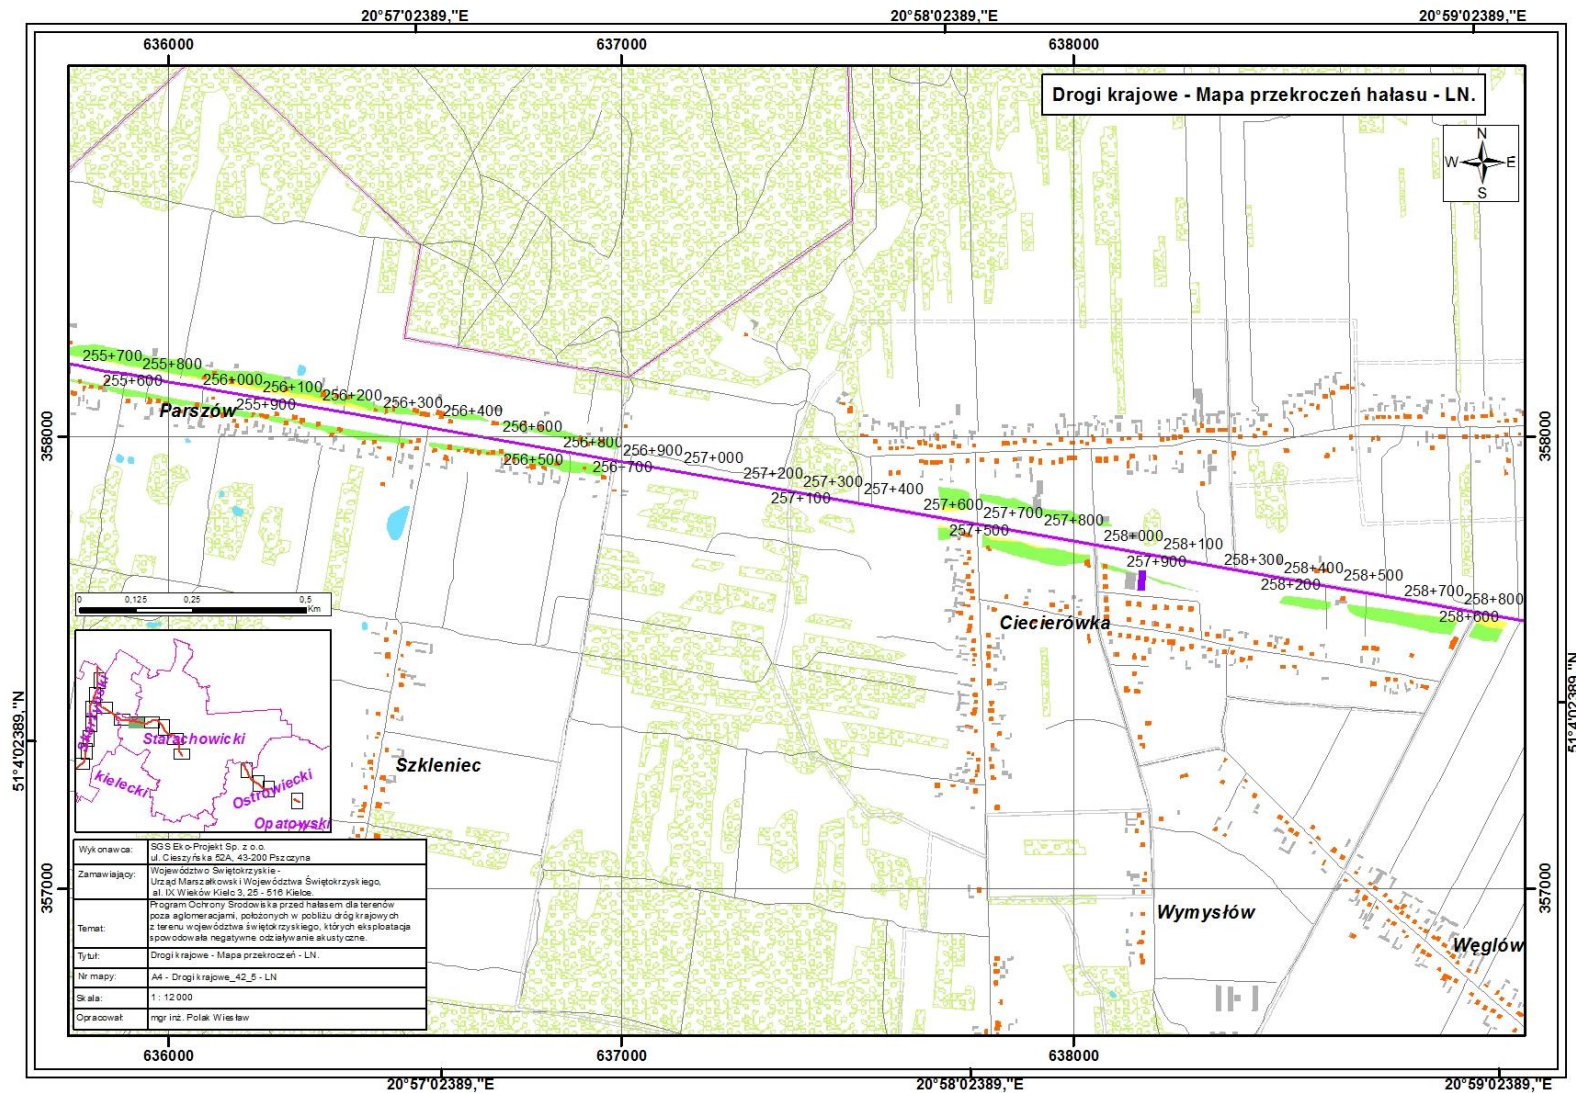 20°57'02389,"E
20°58'02389,"E
20°59'02389,"E
636000
637000
638000
Drogi krajowe - Mapa przekroczeń hałasu - LN.
N
W
E
S
255+700
255+800
255+600
256+000
256+100
256+200
256+300
256+400
Parszów
255+900
256+600
256+800
256+900
257+000
256+500
256+700
257+200
257+300
257+400
257+100
257+600
257+700
257+800
257+500
258+000
258+100
257+900
258+300
258+400
258+500
258+200
258+700
258+800
258+600
358000
358000
Ciecierówka
0
0,125
0,25
0,5
Km
Skarżyski
Starachowicki
kielecki
Ostrowiecki
Opatowski
Szkleniec
Wymysłów
Węglów
51°4'02389,"N
51°4'02389,"N
357000
357000
Wykonawca:
SGS Eko-Projekt Sp. z o.o.
ul. Cieszyńska 52A, 43-200 Pszczyna
Zamawiający:
Województwo Świętokrzyskie -
Urząd Marszałkowski Województwa Świętokrzyskiego,
al. IX Wieków Kielc 3, 25 - 516 Kielce.
Temat:
Program Ochrony Środowiska przed hałasem dla terenów
poza aglomeracjami, położonych w pobliżu dróg krajowych
z terenu województwa świętokrzyskiego, których eksploatacja
spowodowała negatywne oddziaływanie akustyczne.
Tytuł:
Drogi krajowe - Mapa przekroczeń - LN.
Nr mapy:
A4 - Drogi krajowe_42_5 - LN
Skala:
1 : 12 000
Opracował:
mgr inż. Polak Wiesław
636000
637000
638000
20°57'02389,"E
20°58'02389,"E
20°59'02389,"E